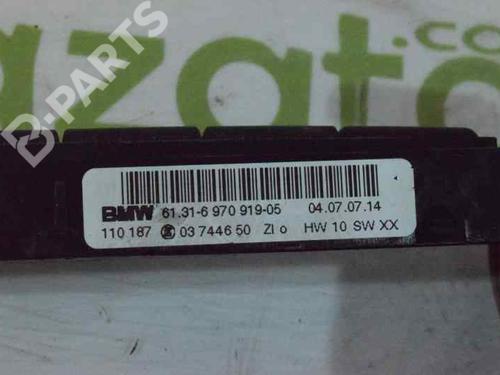 azato
.co
B-PARTS
BMW 61.31-6 970 919-05 04.07.07.14
110 187 03 7446 50 ZI o HW 10 SW XX